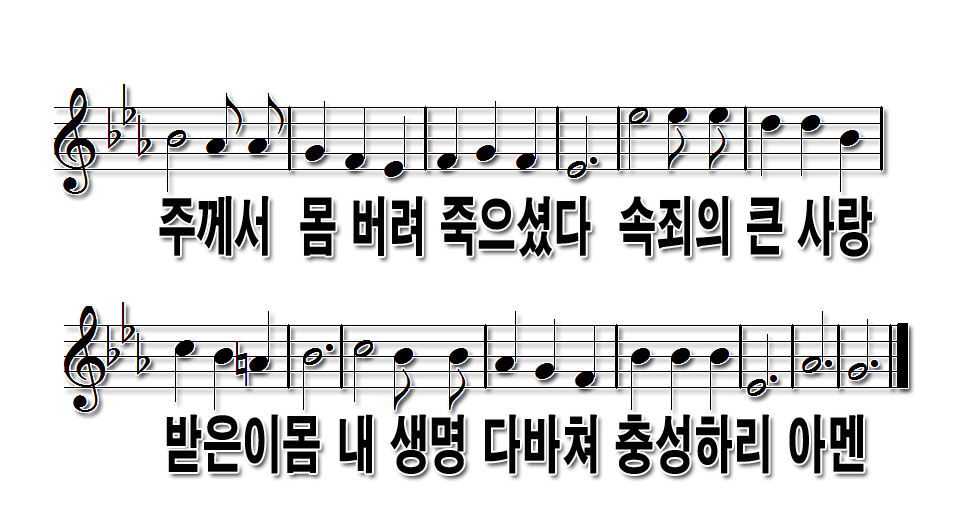 주께서 몸 버려 죽으셨다 속죄의 큰 사랑
받은이몸 내 생명 다바쳐 충성하리 아멘